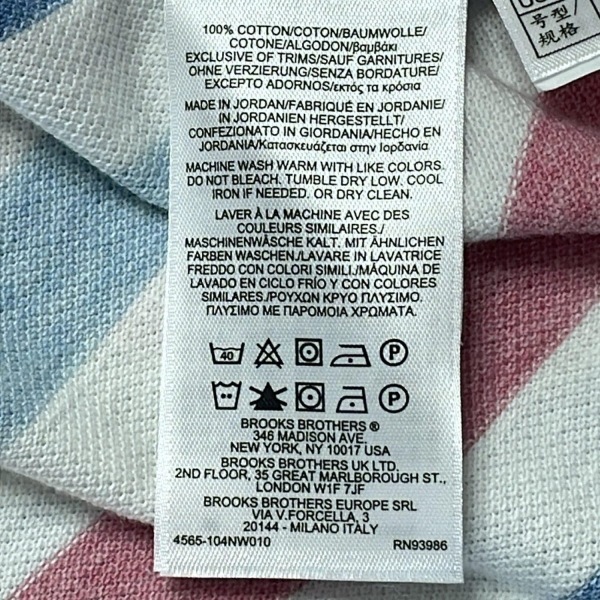 100% COTTON/COTON/BAUMWOLLE/
COTONE/ALGODON/βαμβάκι
EXCLUSIVE OF TRIMS/SAUF GARNITURES/
OHNE VERZIERUNG/SENZA BORDATURE/
EXCEPTO ADORNOS/εκτός τα κρόσια
MADE IN JORDAN/FABRIQUÉ EN JORDANIE/
IN JORDANIEN HERGESTELLT/
CONFEZIONATO IN GIORDANIA/HECHO EN
JORDANIA/Κατασκευάζεται στην Ιορδανία
MACHINE WASH WARM WITH LIKE COLORS.
DO NOT BLEACH. TUMBLE DRY LOW. COOL
IRON IF NEEDED. OR DRY CLEAN.
LAVER À LA MACHINE AVEC DES
COULEURS SIMILAIRES./
MASCHINENWÄSCHE KALT. MIT ÄHNLICHEN
FARBEN WASCHEN./LAVARE IN LAVATRICE
FREDDO CON COLORI SIMILI./MÁQUINA DE
LAVADO EN CICLO FRÍO Y CON COLORES
SIMILARES./ΡΟΥΧΩΝ ΚΡΥΟ ΠΛΥΣΙΜΟ.
ΠΛΥΣΙΜΟ ΜΕ ΠΑΡΟΜΟΙΑ ΧΡΩΜΑΤΑ.
40 P
P
BROOKS BROTHERS ®
346 MADISON AVE.
NEW YORK, NY 10017 USA
BROOKS BROTHERS UK LTD.
2ND FLOOR, 35 GREAT MARLBOROUGH ST.,
LONDON W1F 7JF
BROOKS BROTHERS EUROPE SRL
VIA V.FORCELLA, 3
20144 - MILANO ITALY
4565-104NW010 RN93986
号型/
规格